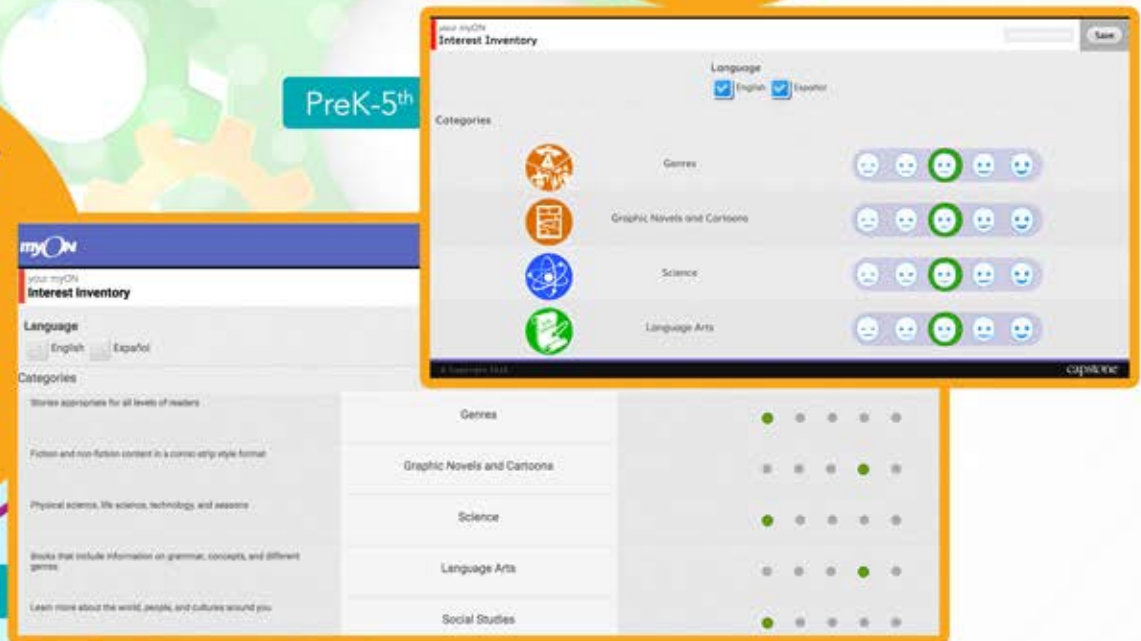 PreK-5th
your myON
Interest Inventory
Save
Language
English Español
Categories
Genres
Graphic Novels and Cartoons
Science
Language Arts
capstone
myON
your myON
Interest Inventory
Language
English Español
Categories
Stories appropriate for all levels of readers
Genres
Fiction and non-fiction content in a comic-strip style format
Graphic Novels and Cartoons
Physical science, life science, technology, and seasons
Science
Books that include information on grammar, concepts, and different
genres
Language Arts
Learn more about the world, people, and cultures around you
Social Studies